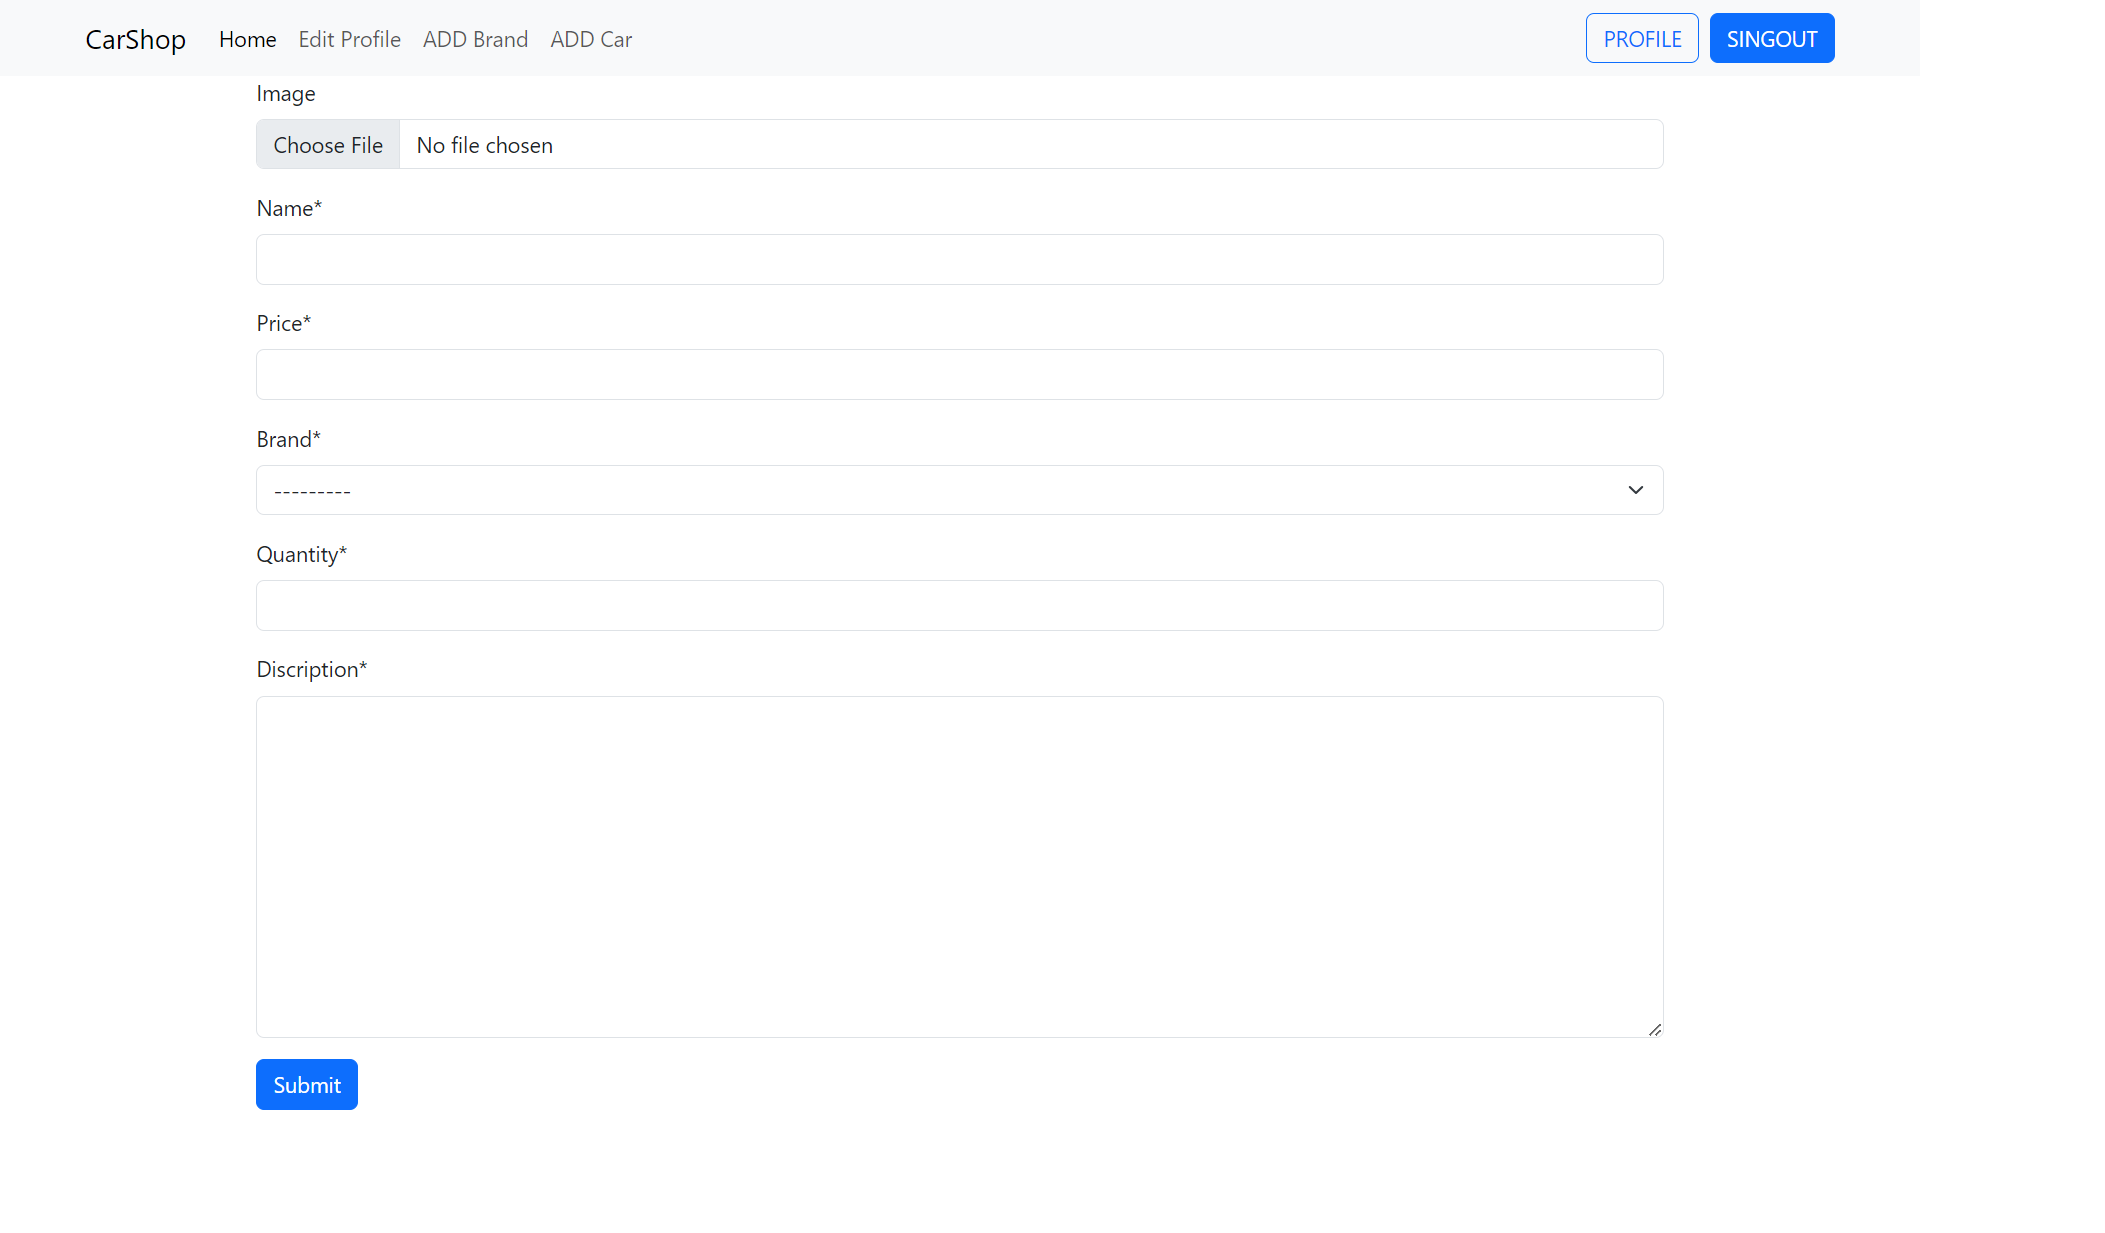 CarShop Home Edit Profile ADD Brand ADD Car PROFILE SINGOUT
Image
Choose File No file chosen
Name*
Price*
Brand*
---------
Quantity*
Discription*
Submit